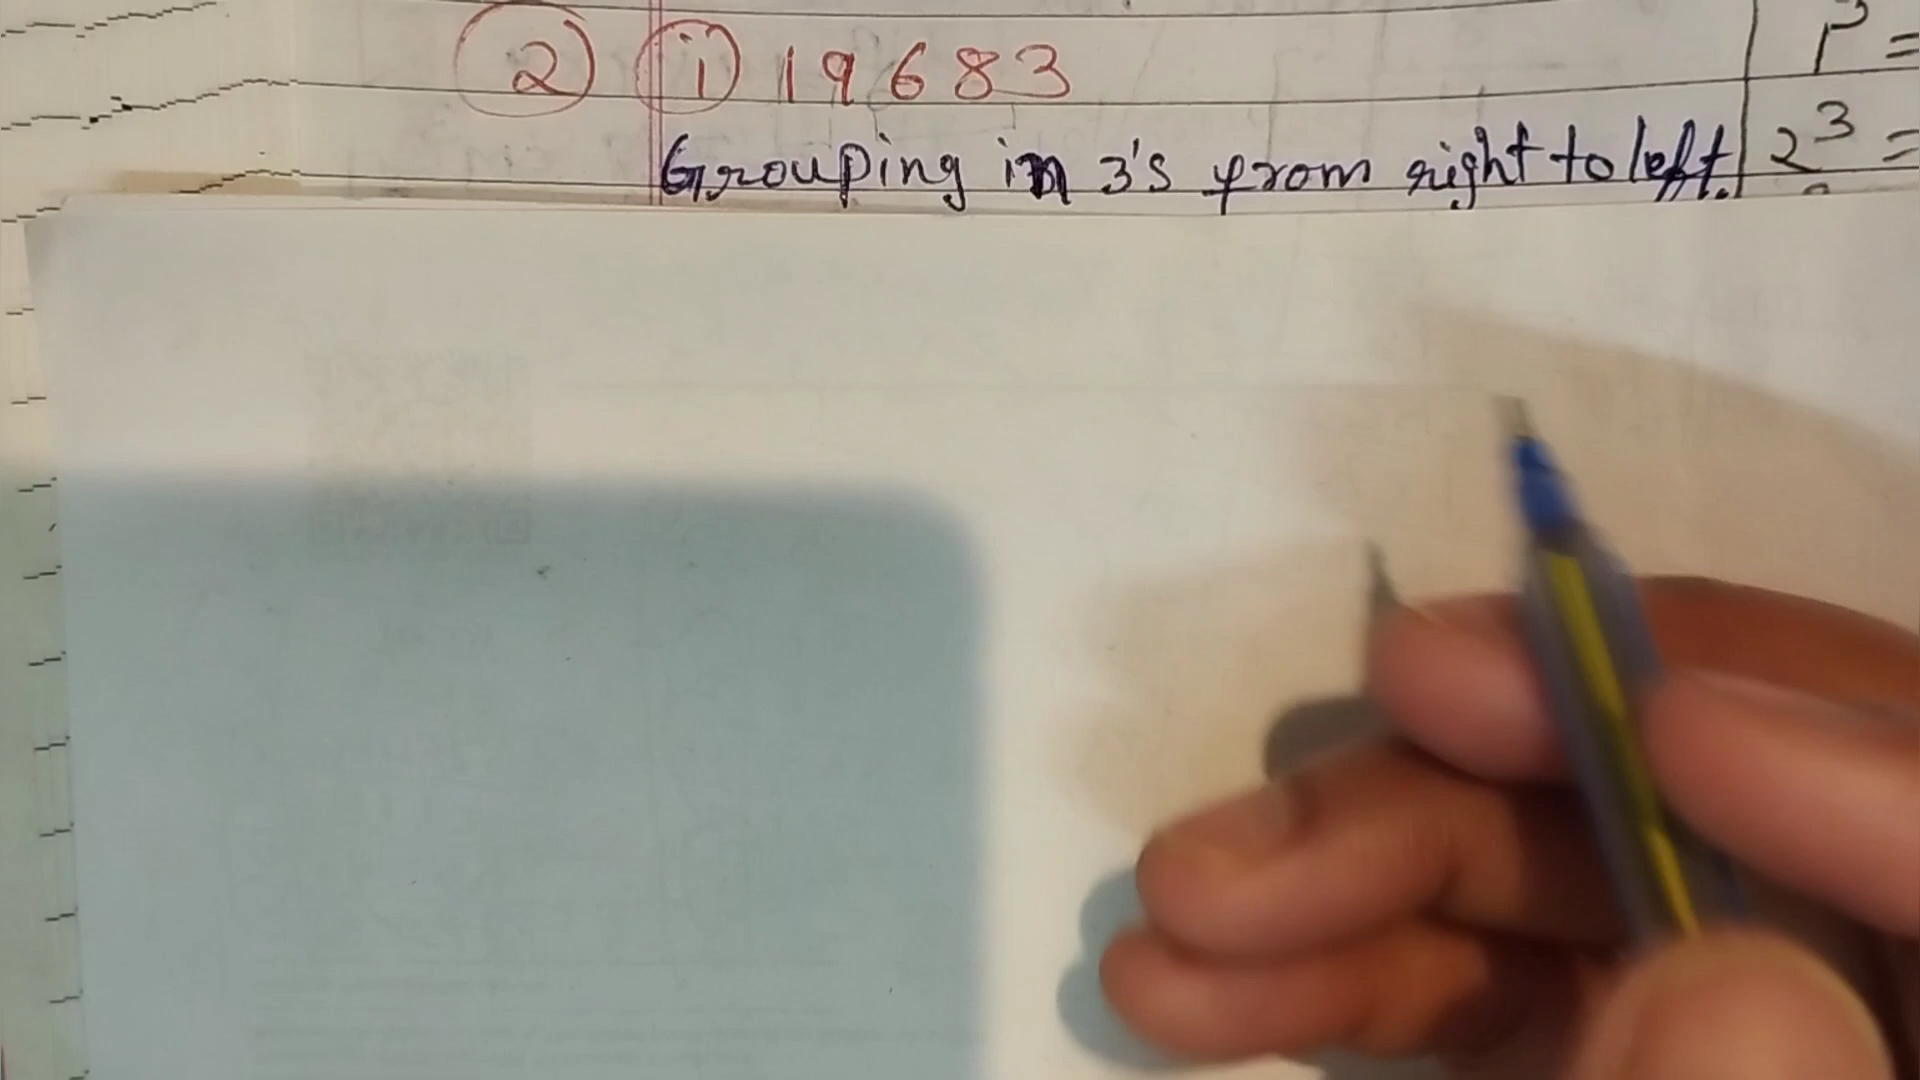 ② ⓘ 19683
Grouping in 3's from right to left.
1³ =
2³ =